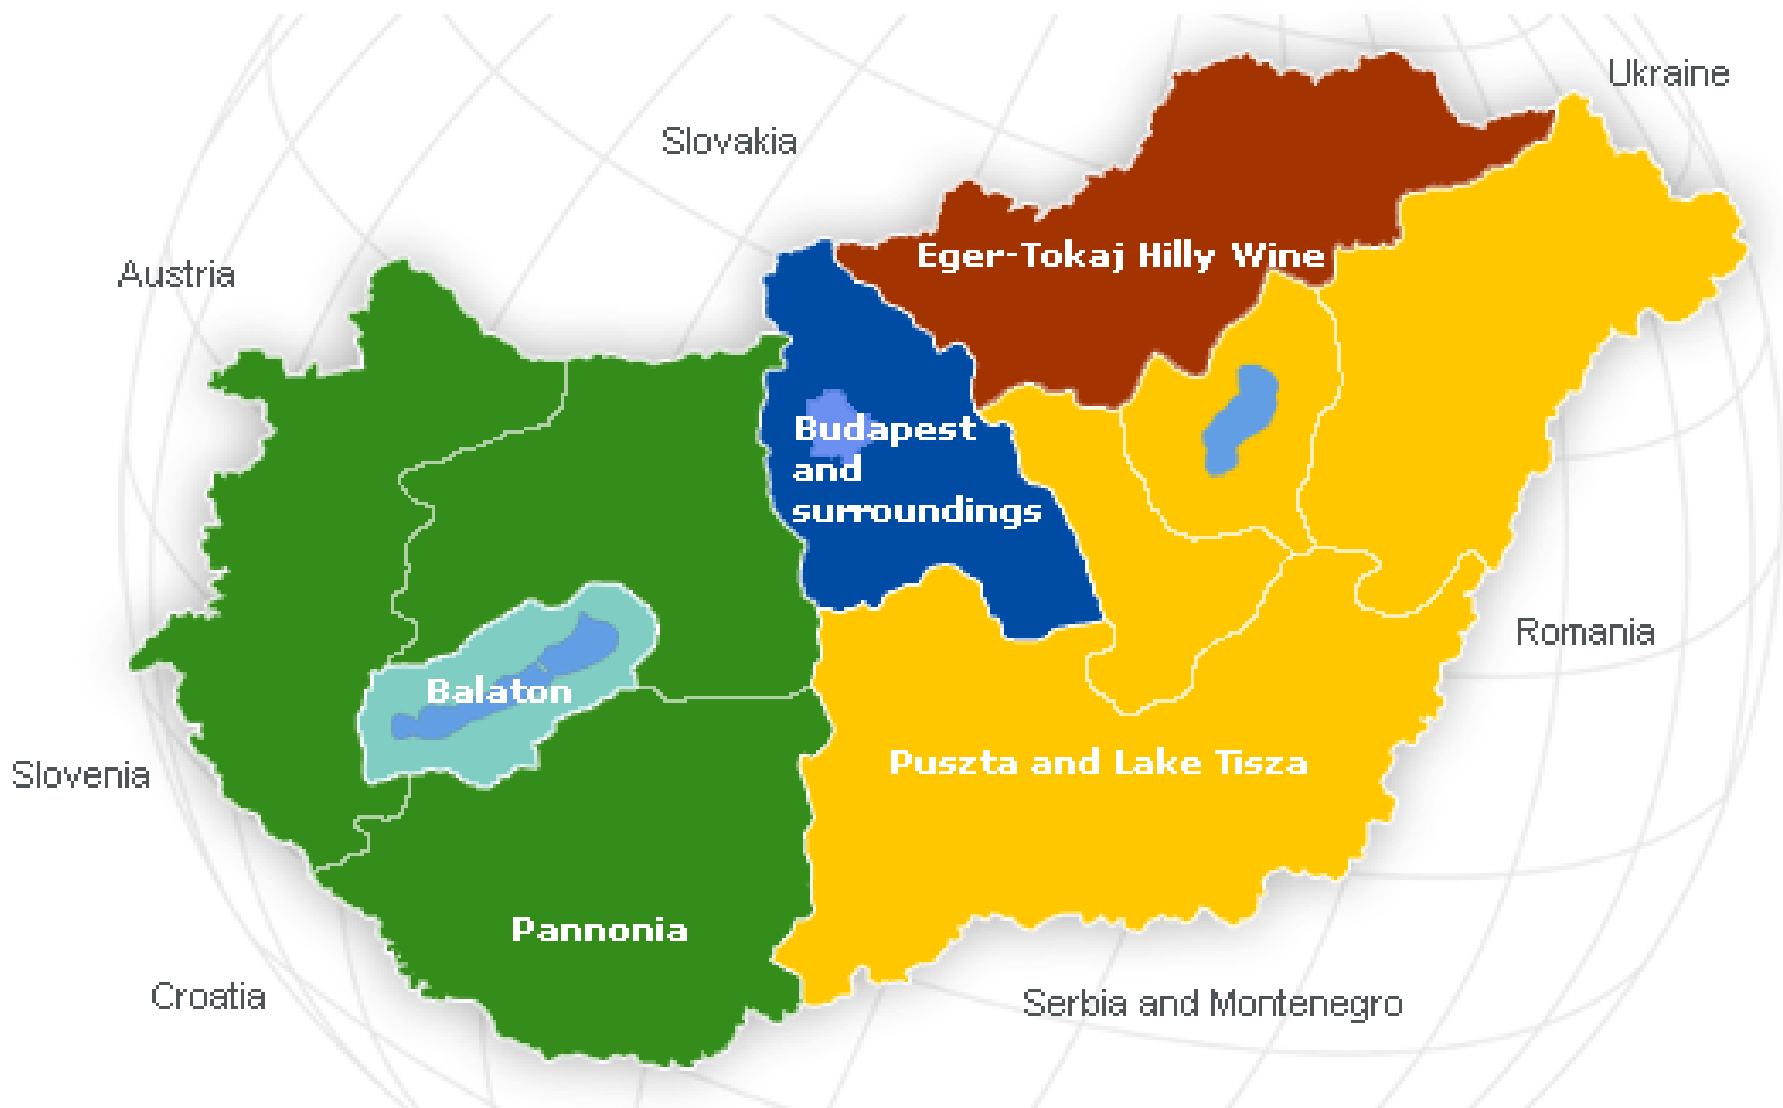 Ukraine
Slovakia
Eger-Tokaj Hilly Wine
Austria
Budapest
and
surroundings
Romania
Balaton
Puszta and Lake Tisza
Slovenia
Pannonia
Croatia
Serbia and Montenegro